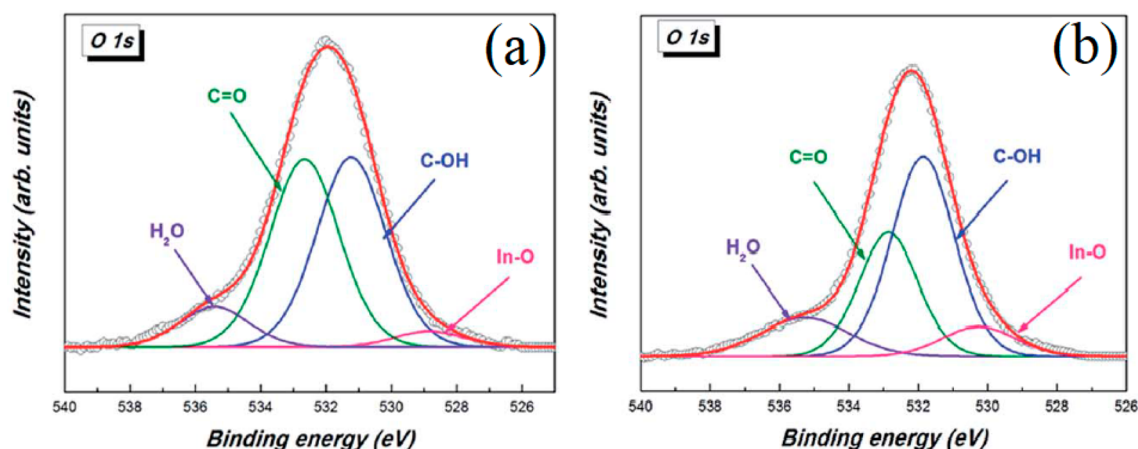 O 1s
(a)
C=O
C-OH
H₂O
In-O
Intensity (arb. units)
540 538 536 534 532 530 528 526
Binding energy (eV)
O 1s
(b)
C=O
C-OH
H₂O
In-O
Intensity (arb. units)
540 538 536 534 532 530 528 526
Binding energy (eV)